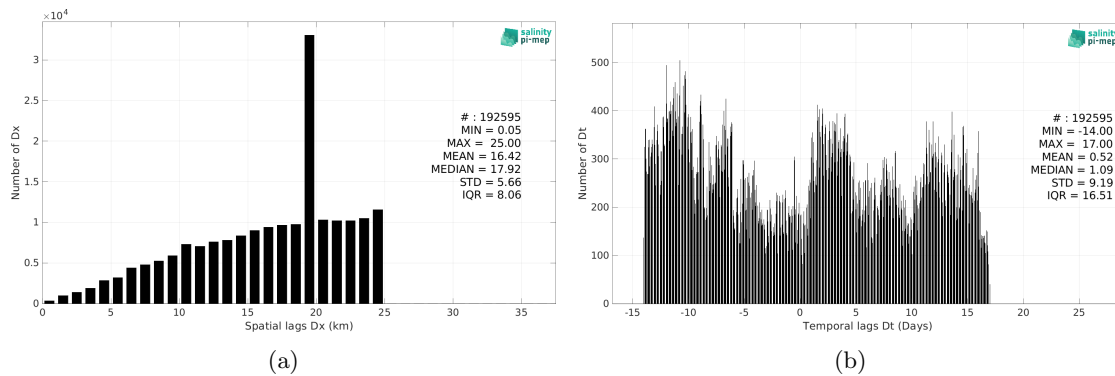 ×10⁴
salinity
pi-mep
3
2.5
2
1.5
1
0.5
0
Number of Dx
# : 192595
MIN = 0.05
MAX = 25.00
MEAN = 16.42
MEDIAN = 17.92
STD = 5.66
IQR = 8.06
0 5 10 15 20 25 30 35
Spatial lags Dx (km)
(a)
salinity
pi-mep
500
400
300
200
100
0
Number of Dt
# : 192595
MIN = -14.00
MAX = 17.00
MEAN = 0.52
MEDIAN = 1.09
STD = 9.19
IQR = 16.51
-15 -10 -5 0 5 10 15 20 25
Temporal lags Dt (Days)
(b)